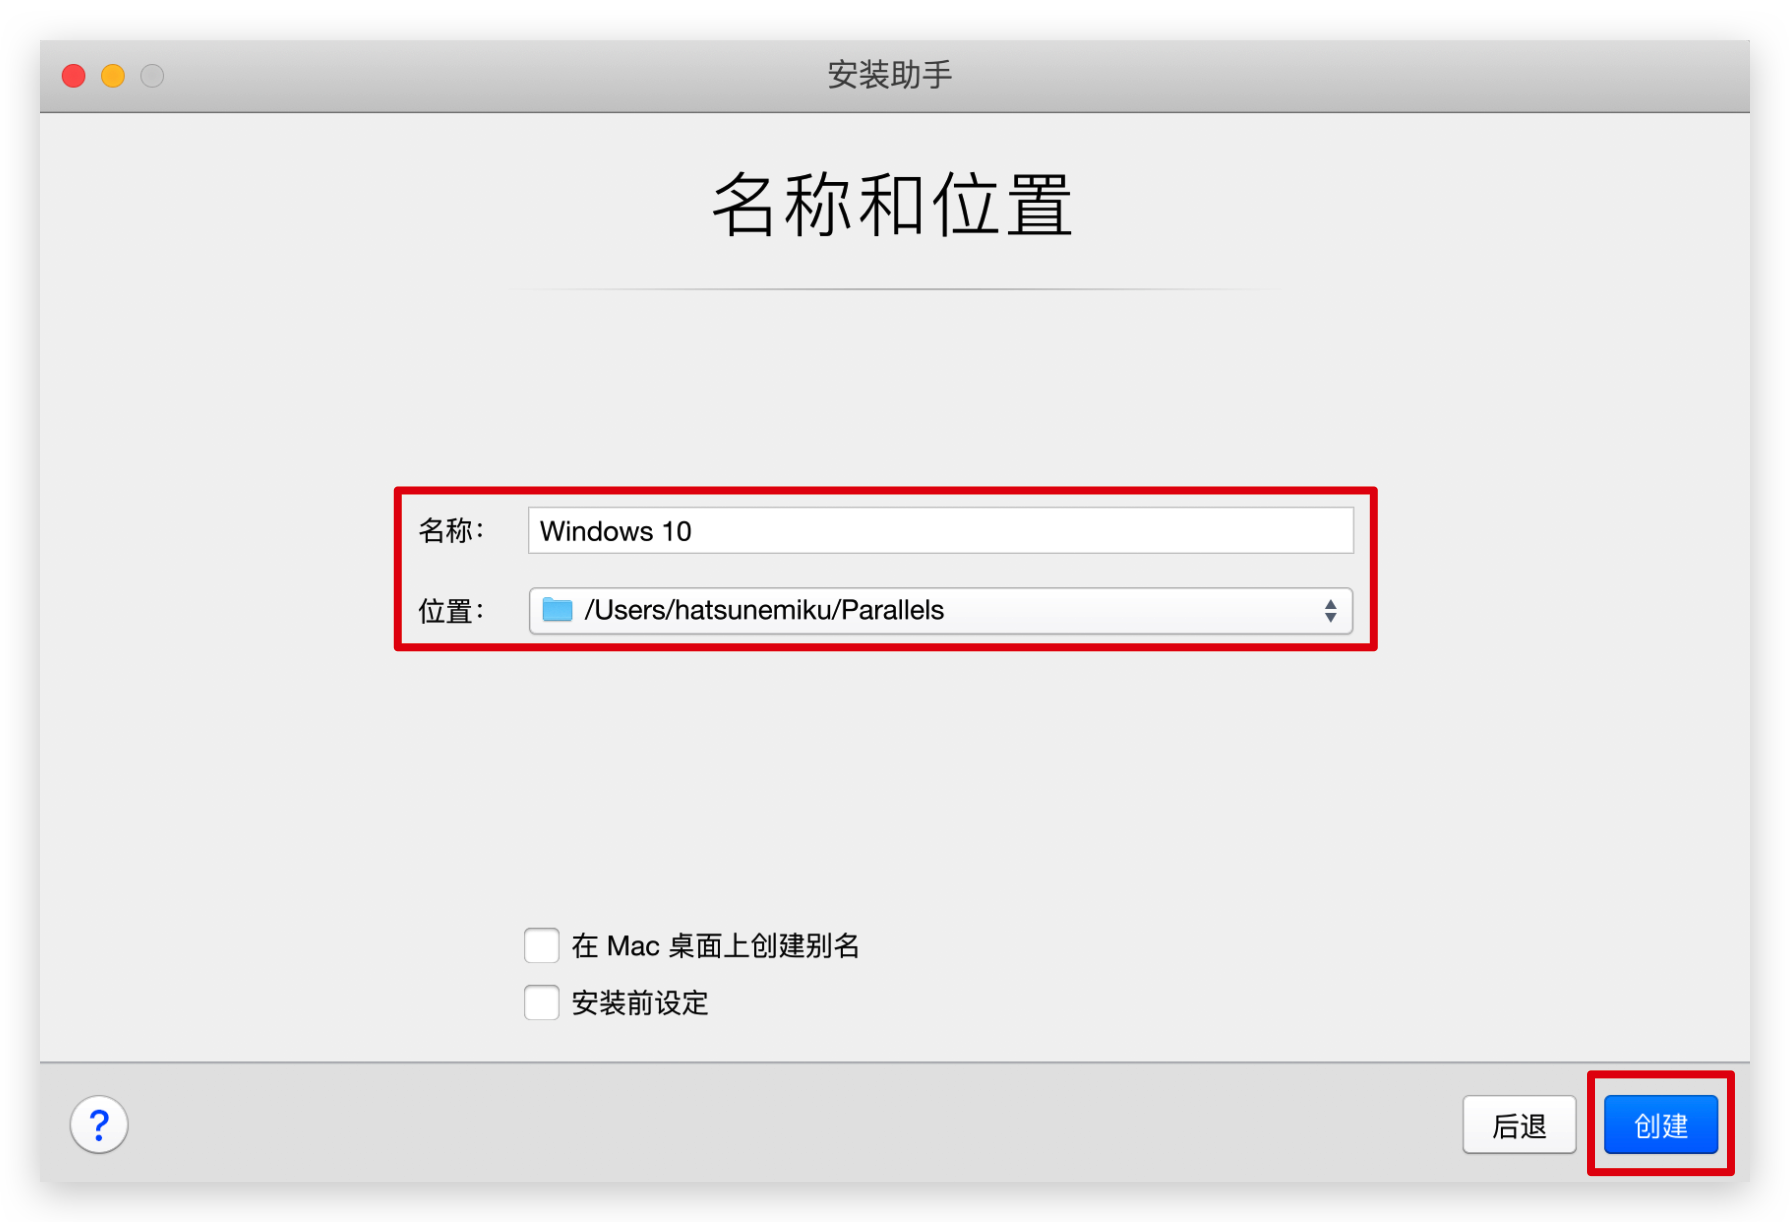 安装助手
名称和位置
名称：
Windows 10
位置：
/Users/hatsunemiku/Parallels
在 Mac 桌面上创建别名
安装前设定
?
后退
创建